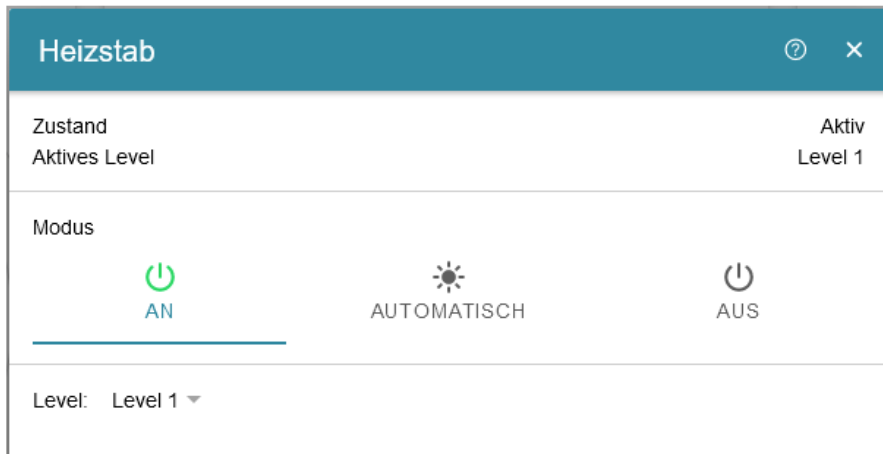 Heizstab
Zustand Aktiv
Aktives Level Level 1
Modus
AN AUTOMATISCH AUS
Level: Level 1